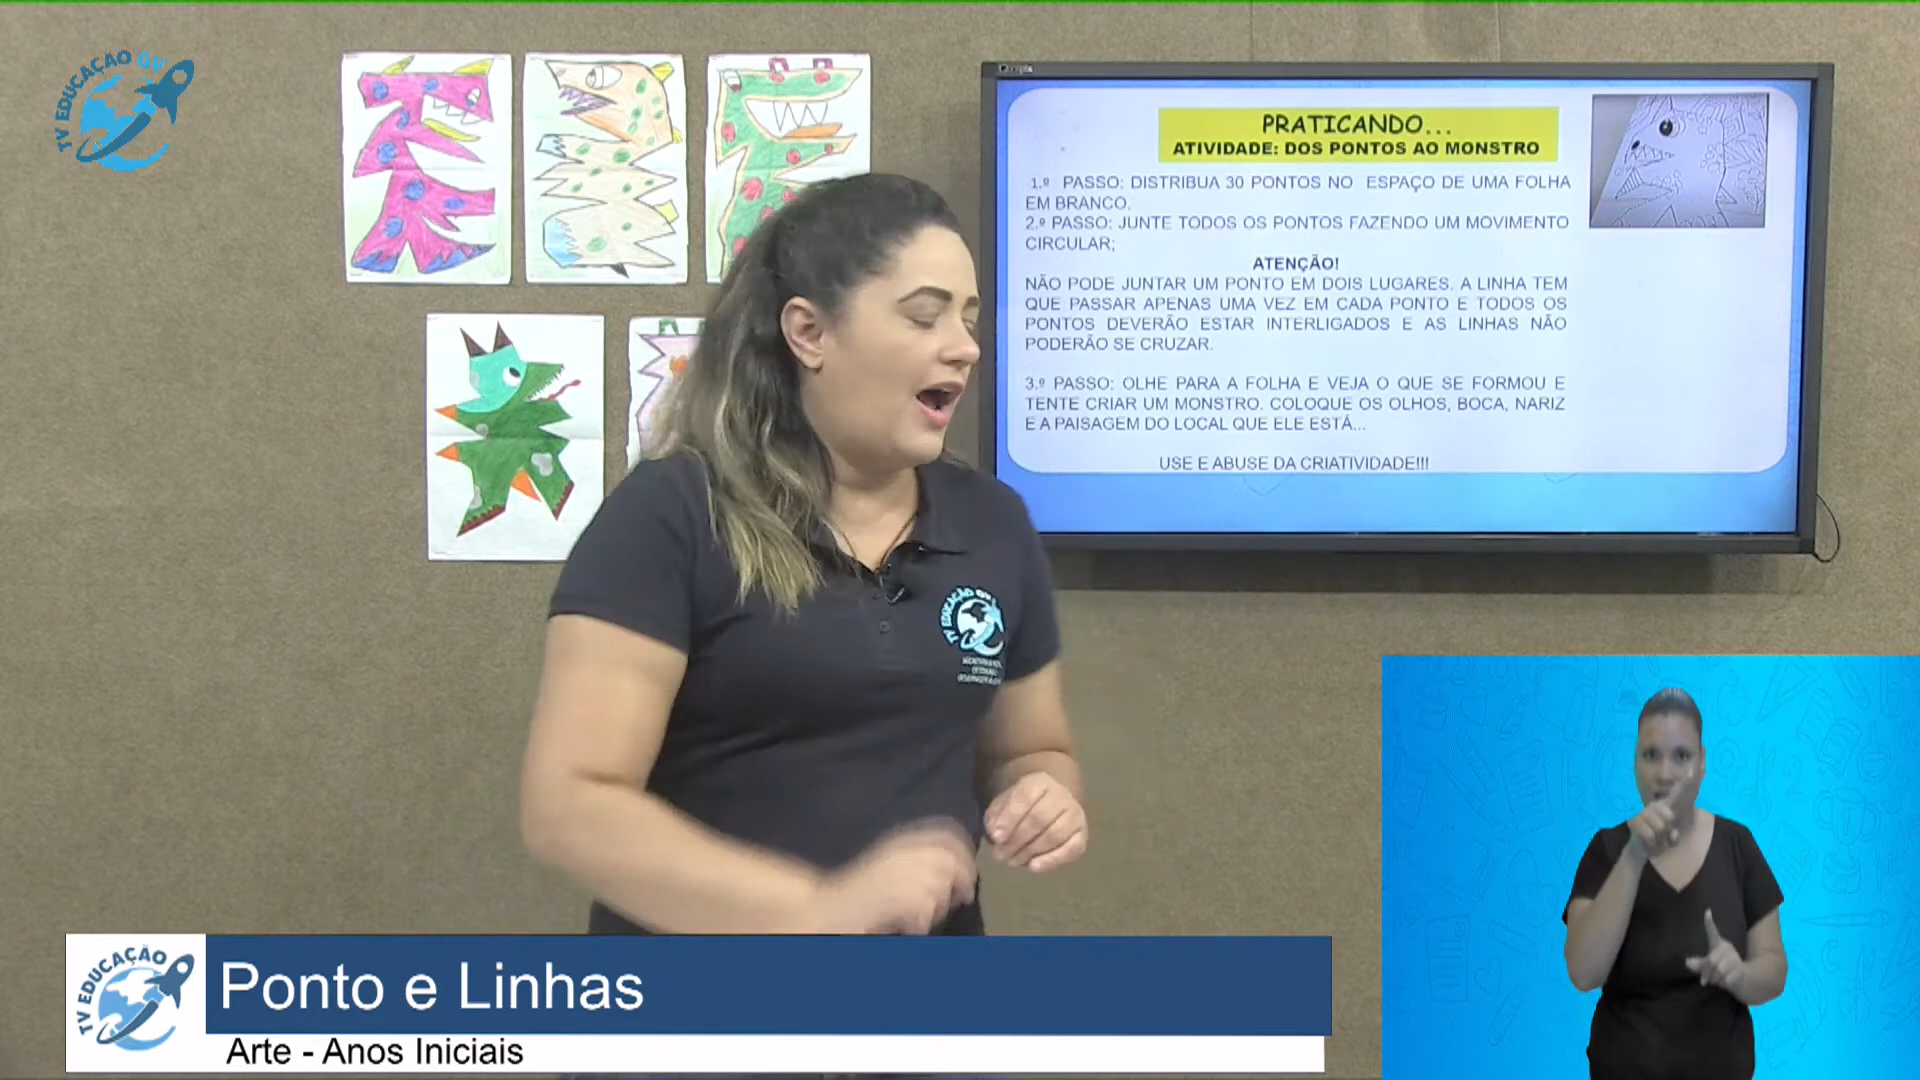 TV EDUCAÇÃO GV
PRATICANDO...
ATIVIDADE: DOS PONTOS AO MONSTRO
1.º PASSO: DISTRIBUA 30 PONTOS NO ESPAÇO DE UMA FOLHA
EM BRANCO.
2.º PASSO: JUNTE TODOS OS PONTOS FAZENDO UM MOVIMENTO
CIRCULAR;
ATENÇÃO!
NÃO PODE JUNTAR UM PONTO EM DOIS LUGARES. A LINHA TEM
QUE PASSAR APENAS UMA VEZ EM CADA PONTO E TODOS OS
PONTOS DEVERÃO ESTAR INTERLIGADOS E AS LINHAS NÃO
PODERÃO SE CRUZAR.
3.º PASSO: OLHE PARA A FOLHA E VEJA O QUE SE FORMOU E
TENTE CRIAR UM MONSTRO. COLOQUE OS OLHOS, BOCA, NARIZ
E A PAISAGEM DO LOCAL QUE ELE ESTÁ...
USE E ABUSE DA CRIATIVIDADE!!!
TV EDUCAÇÃO GV
TV EDUCAÇÃO
Ponto e Linhas
Arte - Anos Iniciais